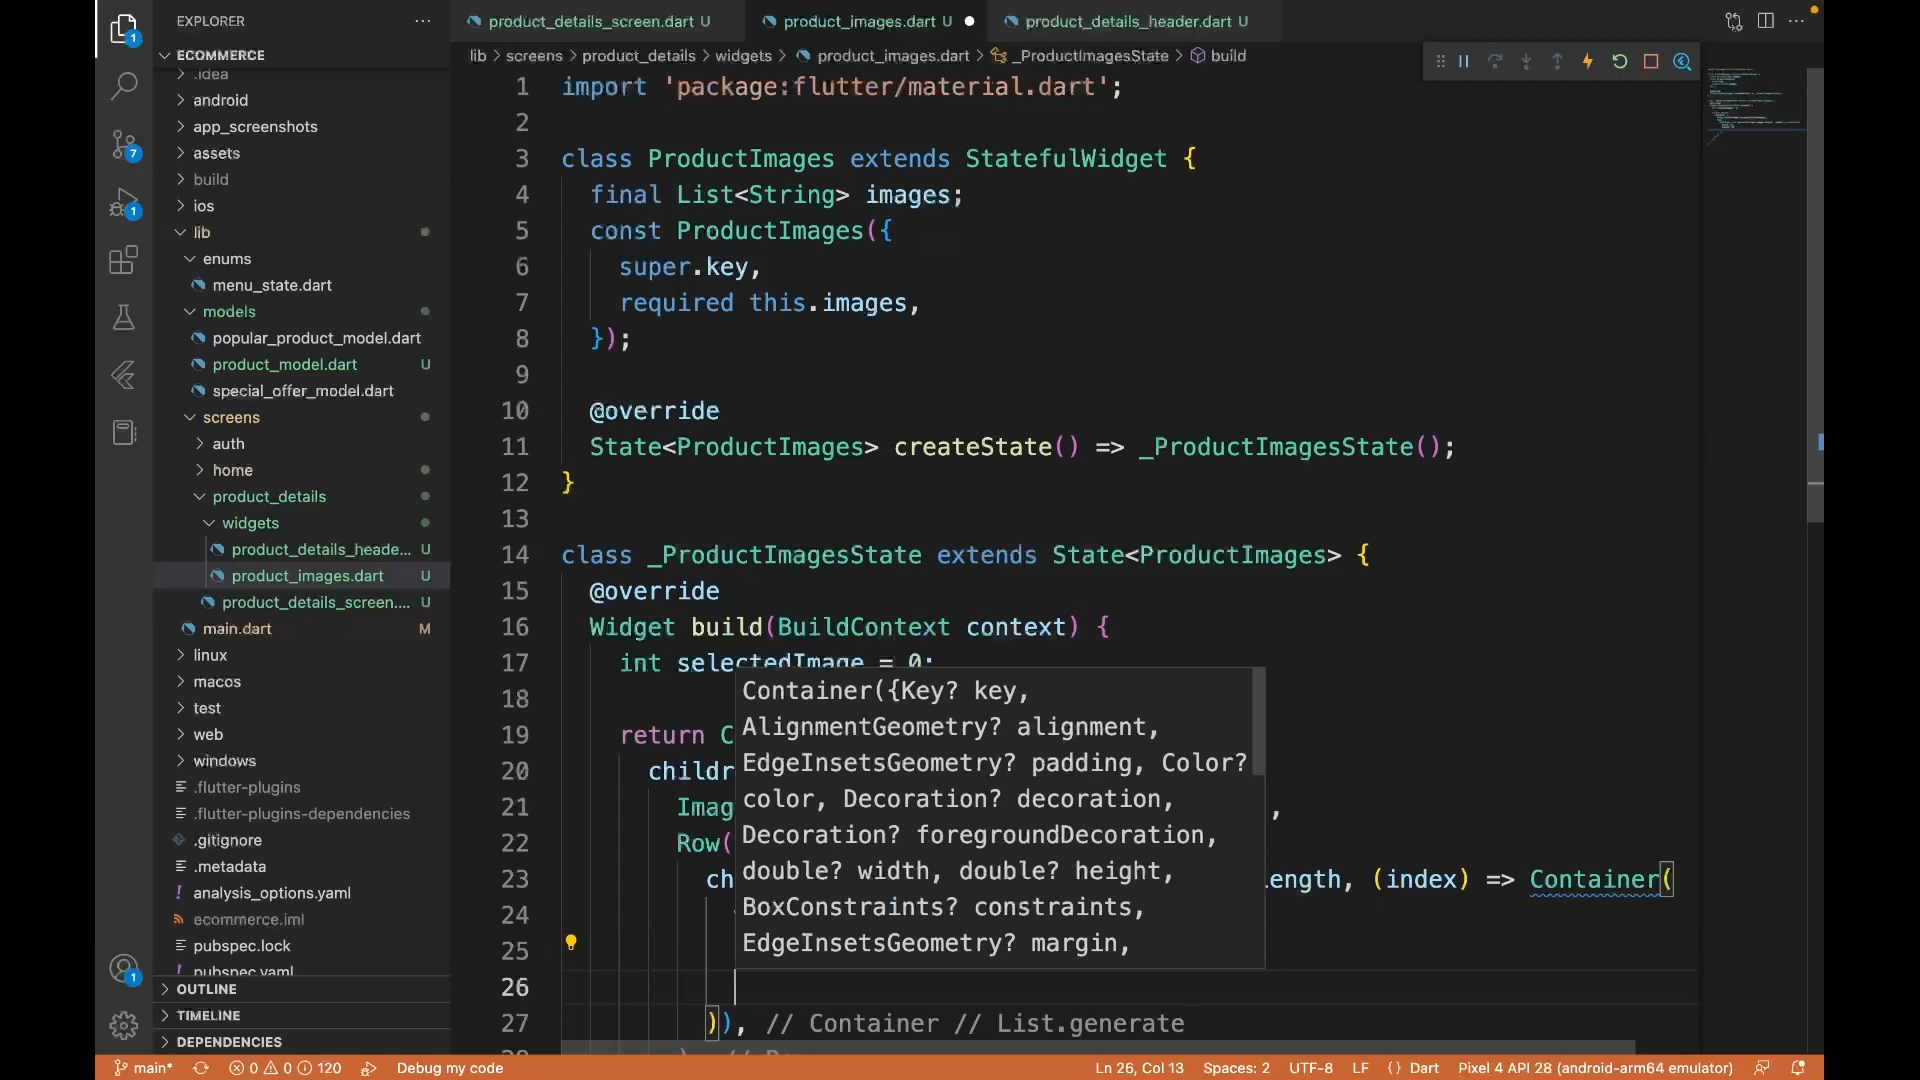 EXPLORER
ECOMMERCE
.idea
android
app_screenshots
assets
build
ios
lib
enums
menu_state.dart
models
popular_product_model.dart
product_model.dart U
special_offer_model.dart
screens
auth
home
product_details
widgets
product_details_heade... U
product_images.dart U
product_details_screen.... U
main.dart M
linux
macos
test
web
windows
.flutter-plugins
.flutter-plugins-dependencies
.gitignore
.metadata
analysis_options.yaml
ecommerce.iml
pubspec.lock
pubspec.yaml
OUTLINE
TIMELINE
DEPENDENCIES
1
7
1
1
product_details_screen.dart U
product_images.dart U
product_details_header.dart U
lib > screens > product_details > widgets > product_images.dart > _ProductImagesState > build
1 import 'package:flutter/material.dart';
2
3 class ProductImages extends StatefulWidget {
4 final List<String> images;
5 const ProductImages({
6 super.key,
7 required this.images,
8 });
9
10 @override
11 State<ProductImages> createState() => _ProductImagesState();
12 }
13
14 class _ProductImagesState extends State<ProductImages> {
15 @override
16 Widget build(BuildContext context) {
17 int selectedImage = 0;
18
19 return C
20 childr
21 Imag ,
22 Row(
23 ch length, (index) => Container(
24
25
26
27 )), // Container // List.generate
Container({Key? key,
AlignmentGeometry? alignment,
EdgeInsetsGeometry? padding, Color?
color, Decoration? decoration,
Decoration? foregroundDecoration,
double? width, double? height,
BoxConstraints? constraints,
EdgeInsetsGeometry? margin,
main* 0 0 120 Debug my code Ln 26, Col 13 Spaces: 2 UTF-8 LF {} Dart Pixel 4 API 28 (android-arm64 emulator)